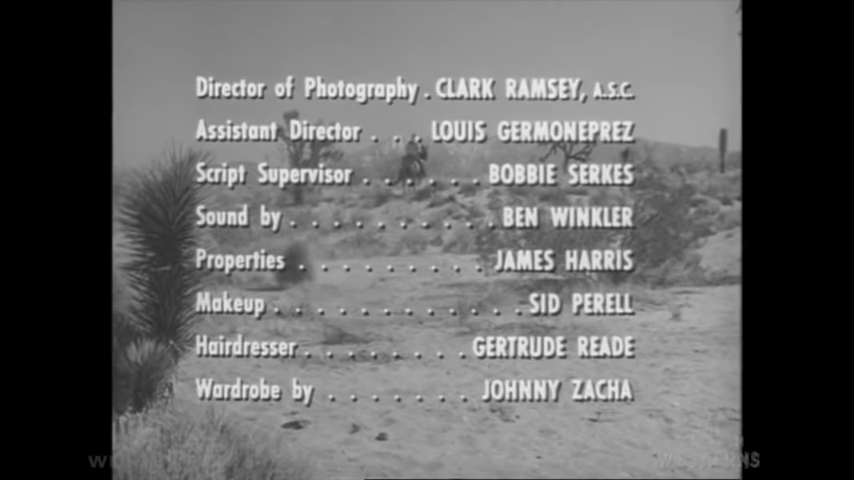 Director of Photography . CLARK RAMSEY, A.S.C.
Assistant Director . . . LOUIS GERMONEPREZ
Script Supervisor . . . . . . BOBBIE SERKES
Sound by . . . . . . . . . . BEN WINKLER
Properties . . . . . . . . . JAMES HARRIS
Makeup . . . . . . . . . . . . SID PERELL
Hairdresser . . . . . . . . GERTRUDE READE
Wardrobe by . . . . . . . JOHNNY ZACHA